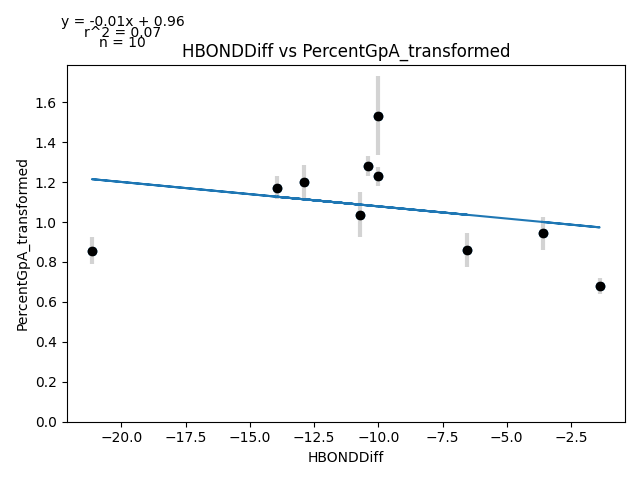 y = -0.01x + 0.96
r^2 = 0.07
n = 10
HBONDDiff vs PercentGpA_transformed
1.6
1.4
1.2
1.0
0.8
0.6
0.4
0.2
0.0
PercentGpA_transformed
−20.0 −17.5 −15.0 −12.5 −10.0 −7.5 −5.0 −2.5
HBONDDiff